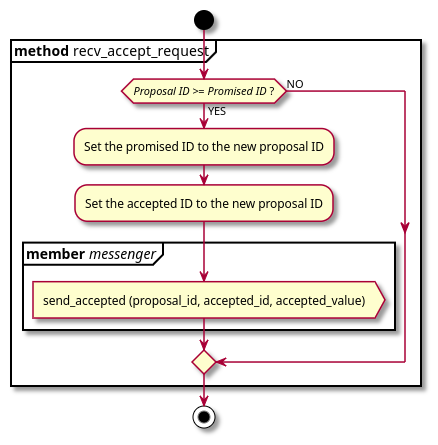 method recv_accept_request
Proposal ID >= Promised ID ?
NO
YES
Set the promised ID to the new proposal ID
Set the accepted ID to the new proposal ID
member messenger
send_accepted (proposal_id, accepted_id, accepted_value)